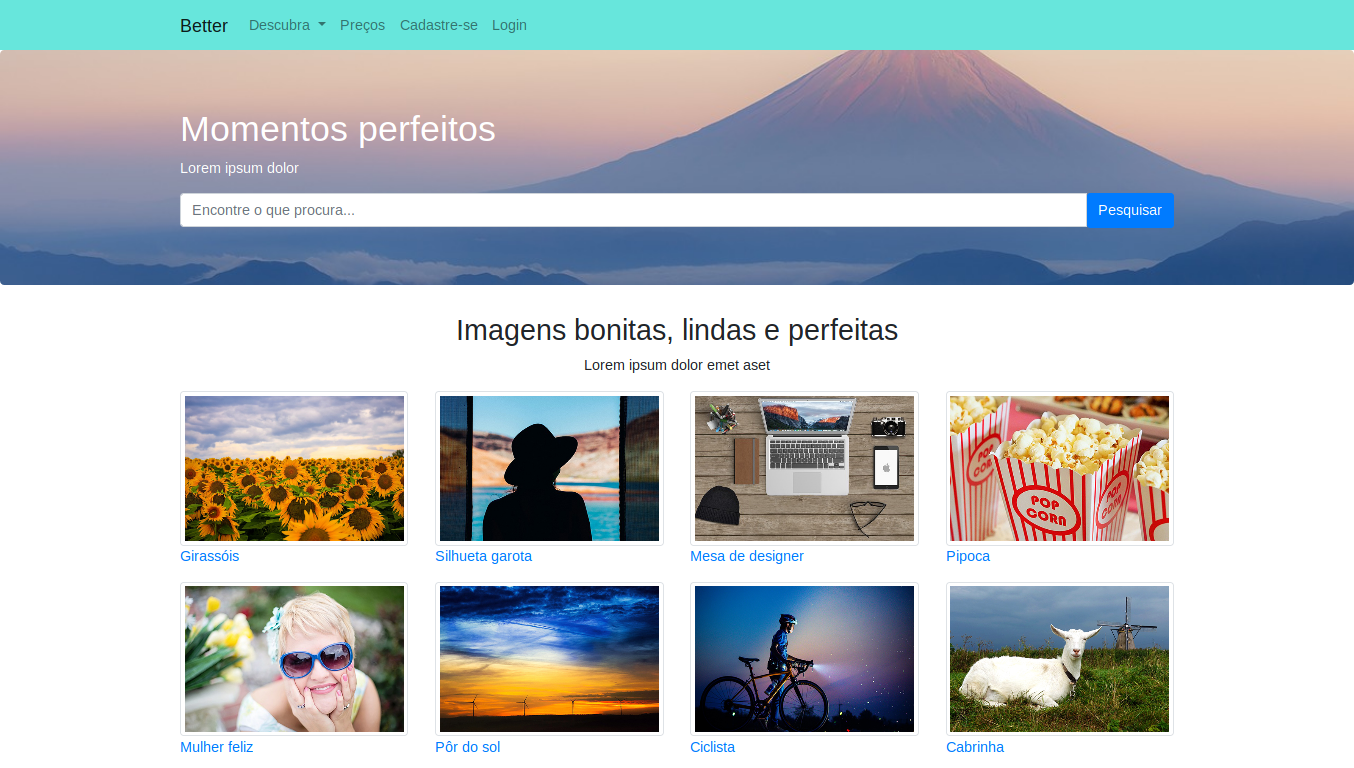 Better Descubra Preços Cadastre-se Login
Momentos perfeitos
Lorem ipsum dolor
Encontre o que procura... Pesquisar
Imagens bonitas, lindas e perfeitas
Lorem ipsum dolor emet aset
POP
CORN
POP
CORN
POP
CORN
Girassóis Silhueta garota Mesa de designer Pipoca
Mulher feliz Pôr do sol Ciclista Cabrinha